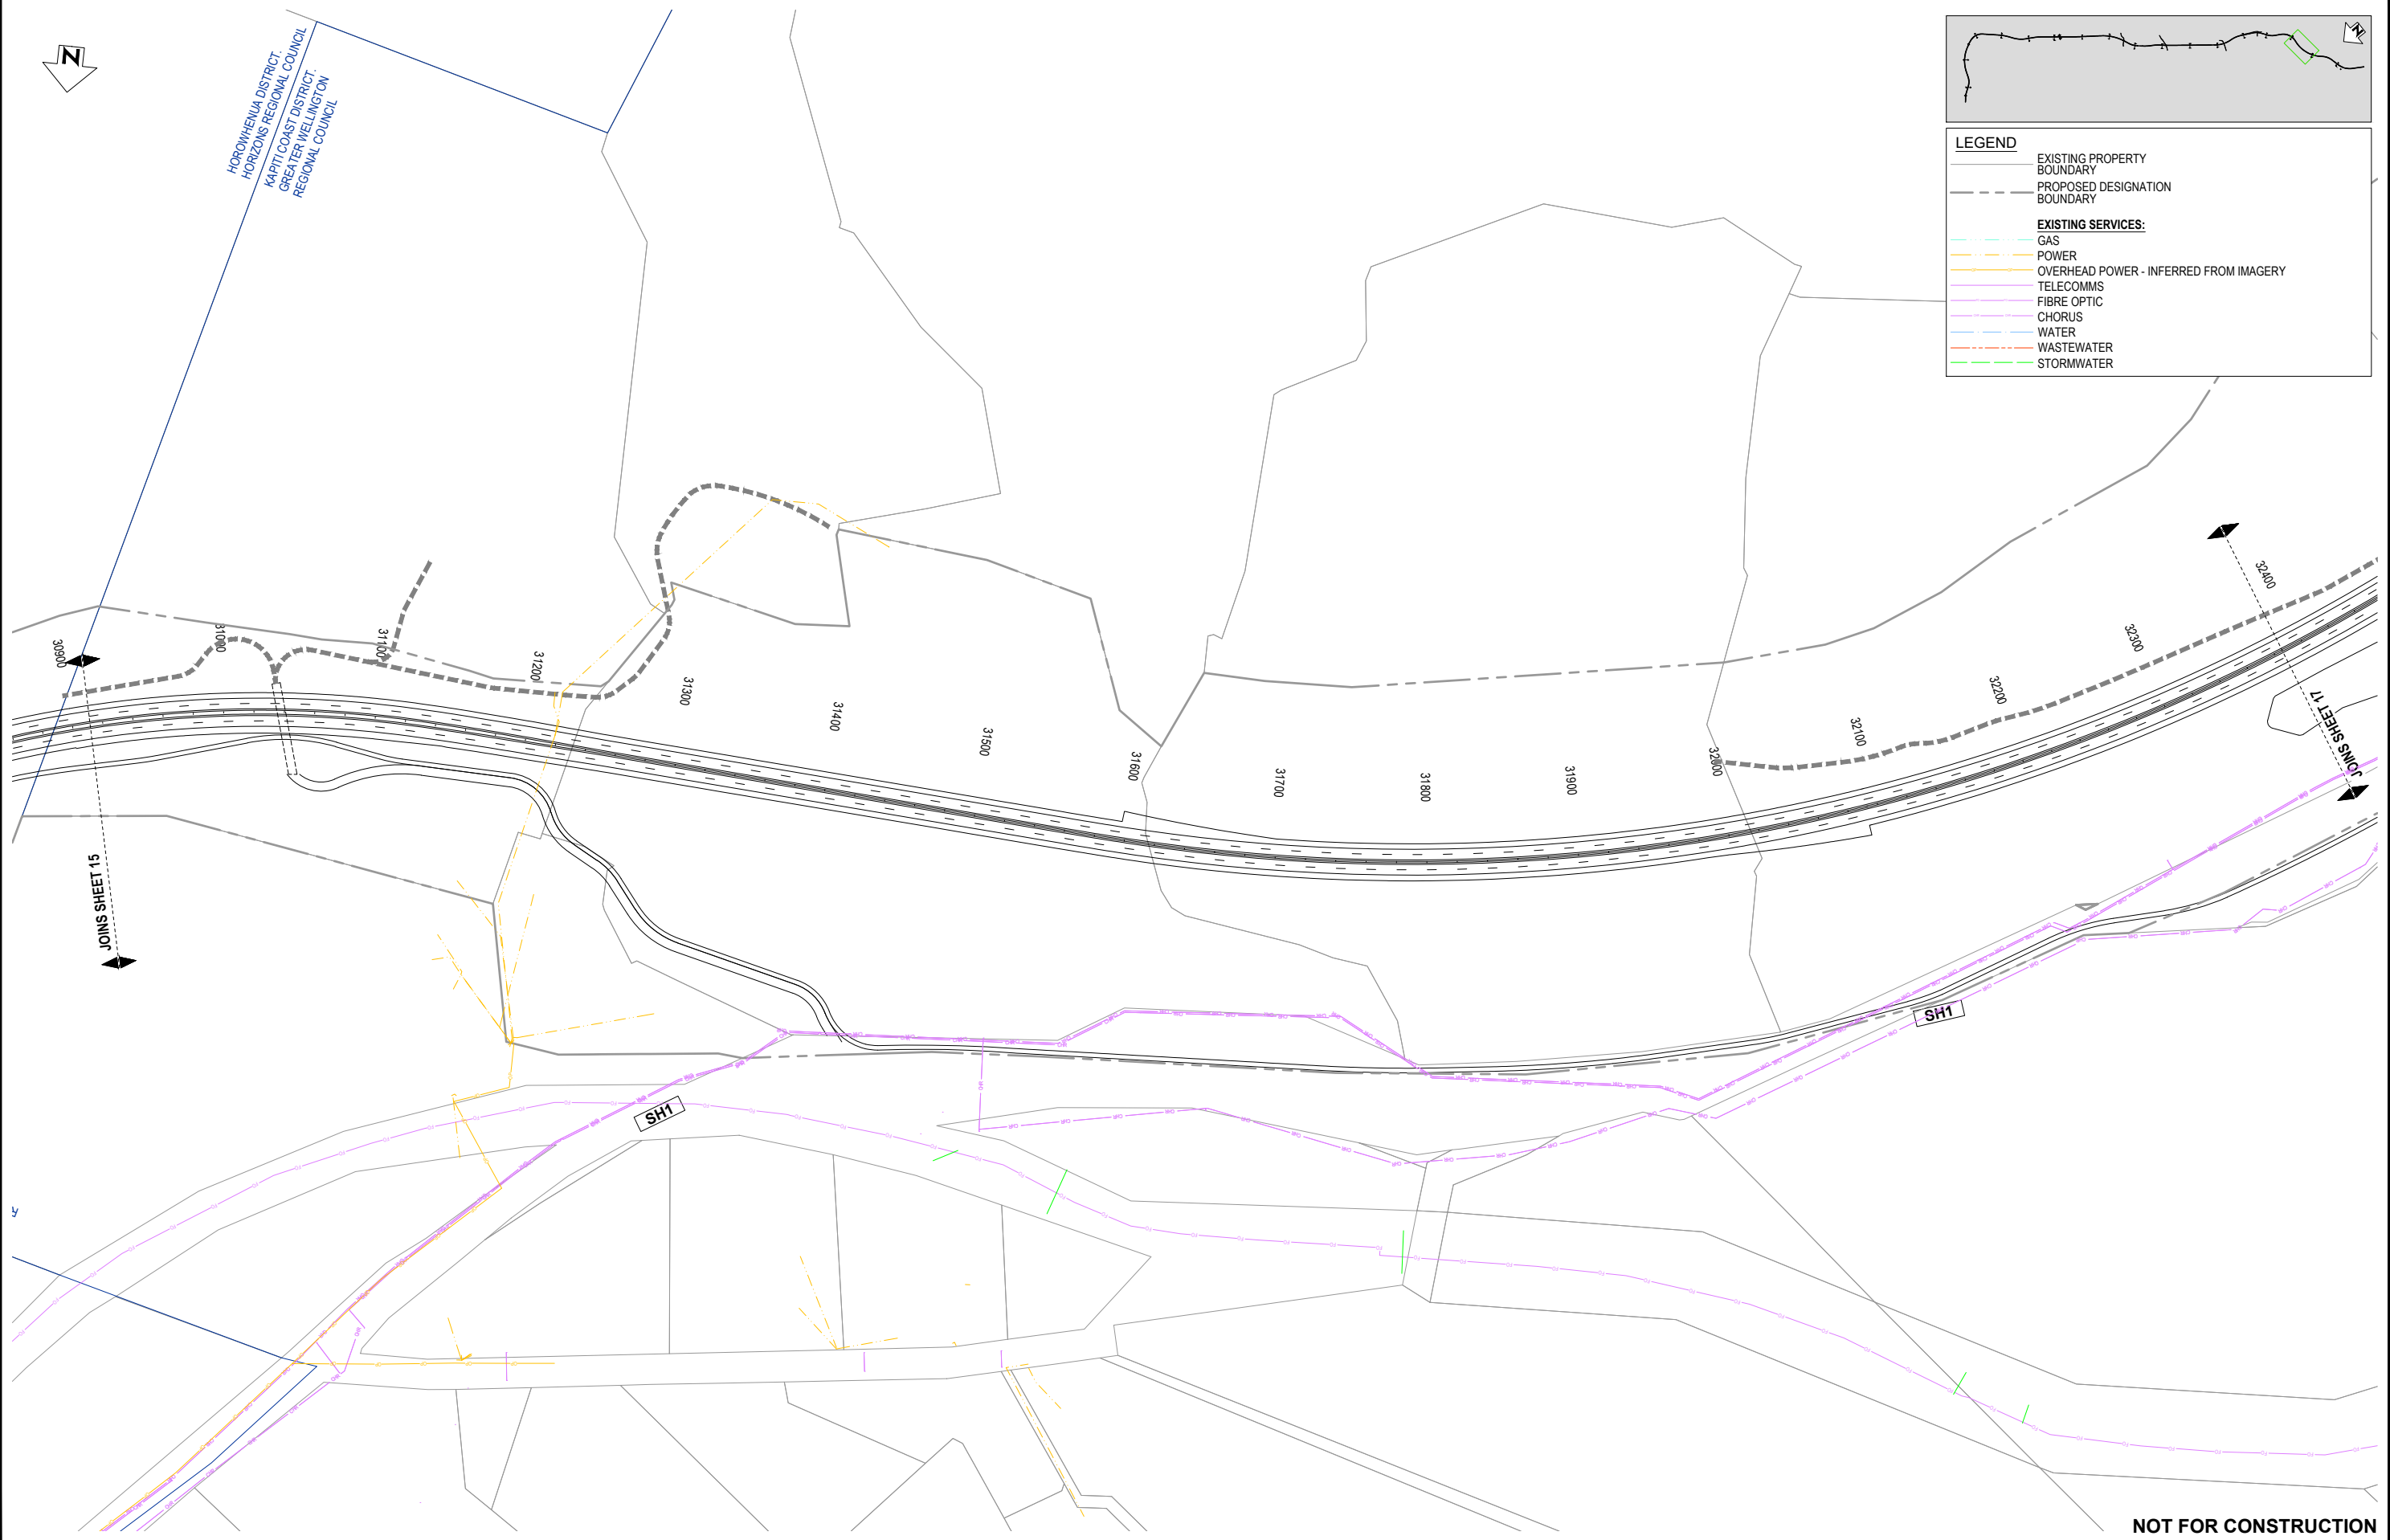 N
N
HOROWHENUA DISTRICT.
HORIZONS REGIONAL COUNCIL
KAPITI COAST DISTRICT.
GREATER WELLINGTON
REGIONAL COUNCIL
LEGEND
EXISTING PROPERTY
BOUNDARY
PROPOSED DESIGNATION
BOUNDARY
EXISTING SERVICES:
GAS
POWER
OVERHEAD POWER - INFERRED FROM IMAGERY
TELECOMMS
FIBRE OPTIC
CHORUS
WATER
WASTEWATER
STORMWATER
30900
31000
31100
31200
31300
31400
31500
31600
31700
31800
31900
32000
32100
32200
32300
32400
JOINS SHEET 15
JOINS SHEET 17
SH1
SH1
NOT FOR CONSTRUCTION